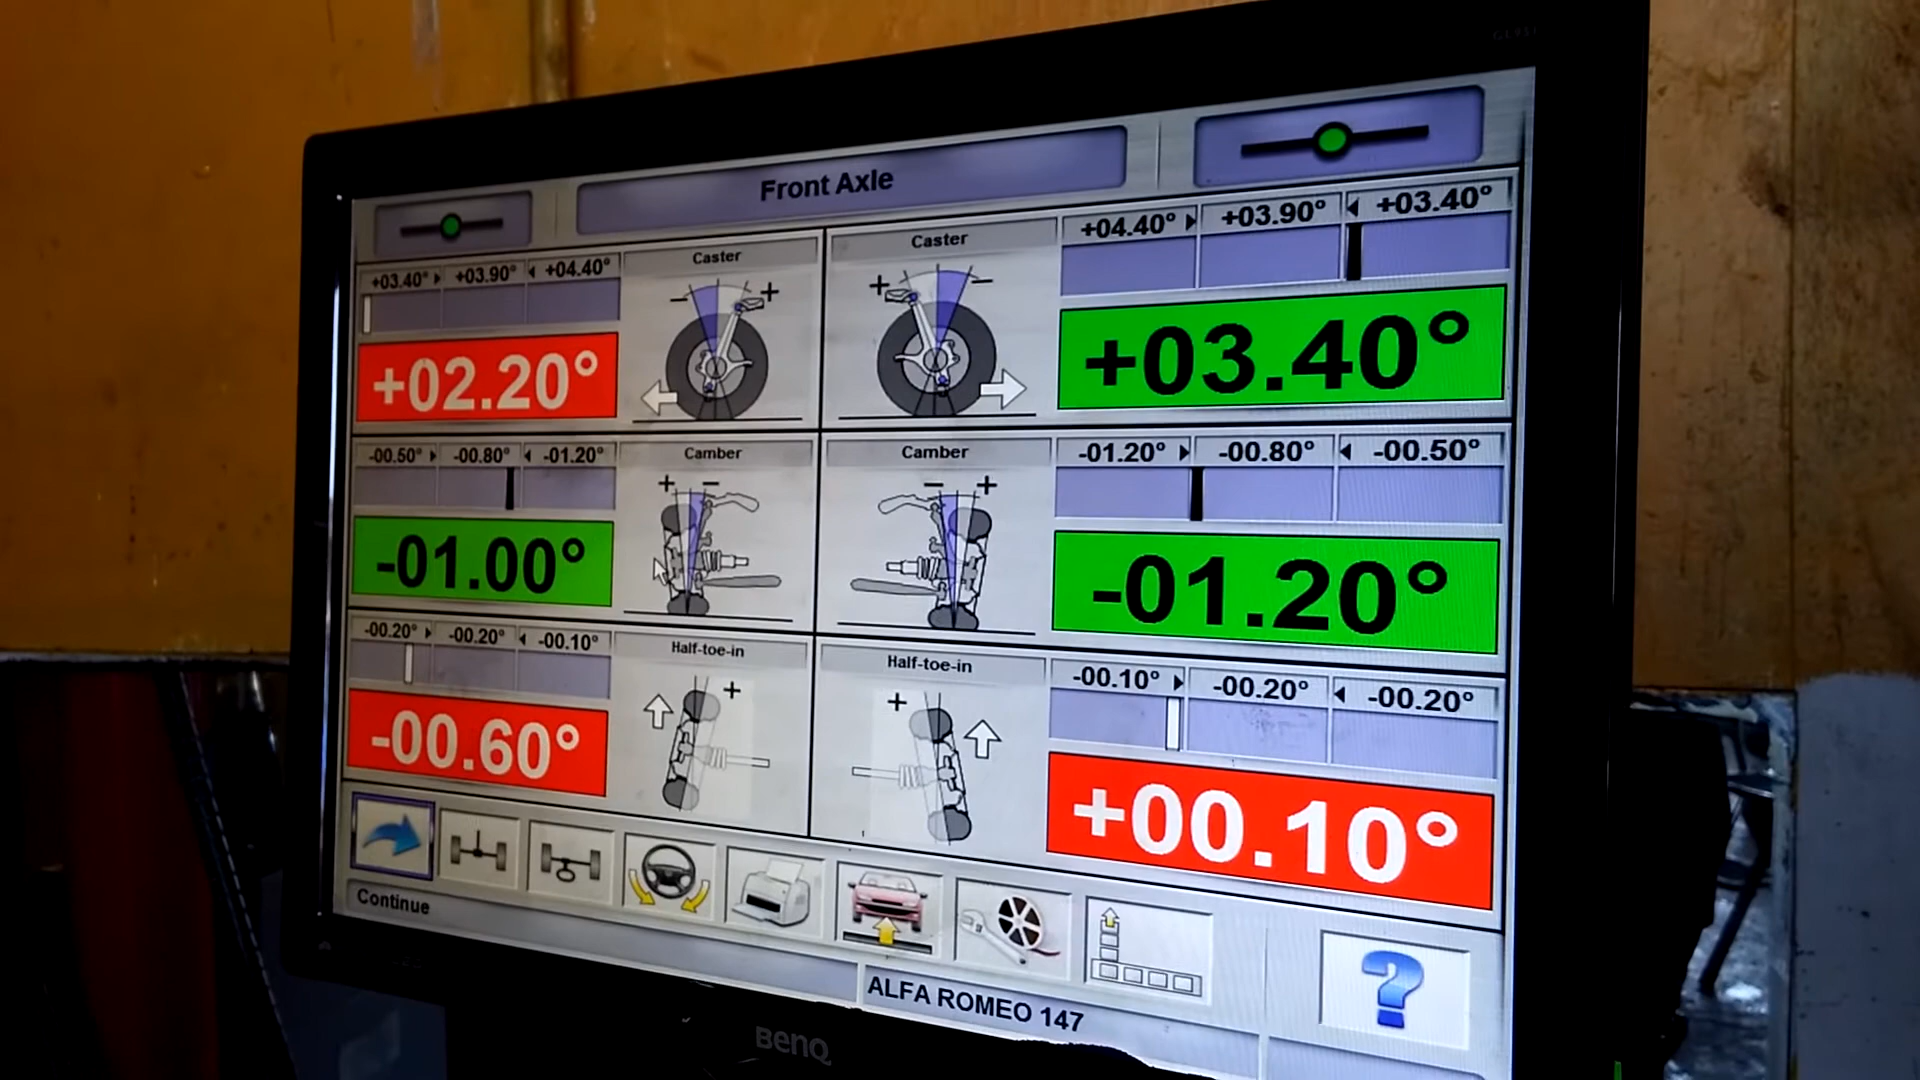 Front Axle
+03.40° +03.90° +04.40°
Caster
Caster
+04.40° +03.90° +03.40°
- +
+ -
+02.20°
+03.40°
-00.50° -00.80° -01.20°
Camber
Camber
-01.20° -00.80° -00.50°
+ -
- +
-01.00°
-01.20°
-00.20° -00.20° -00.10°
Half-toe-in
Half-toe-in
-00.10° -00.20° -00.20°
+
+
-00.60°
+00.10°
?
Continue
ALFA ROMEO 147
BenQ